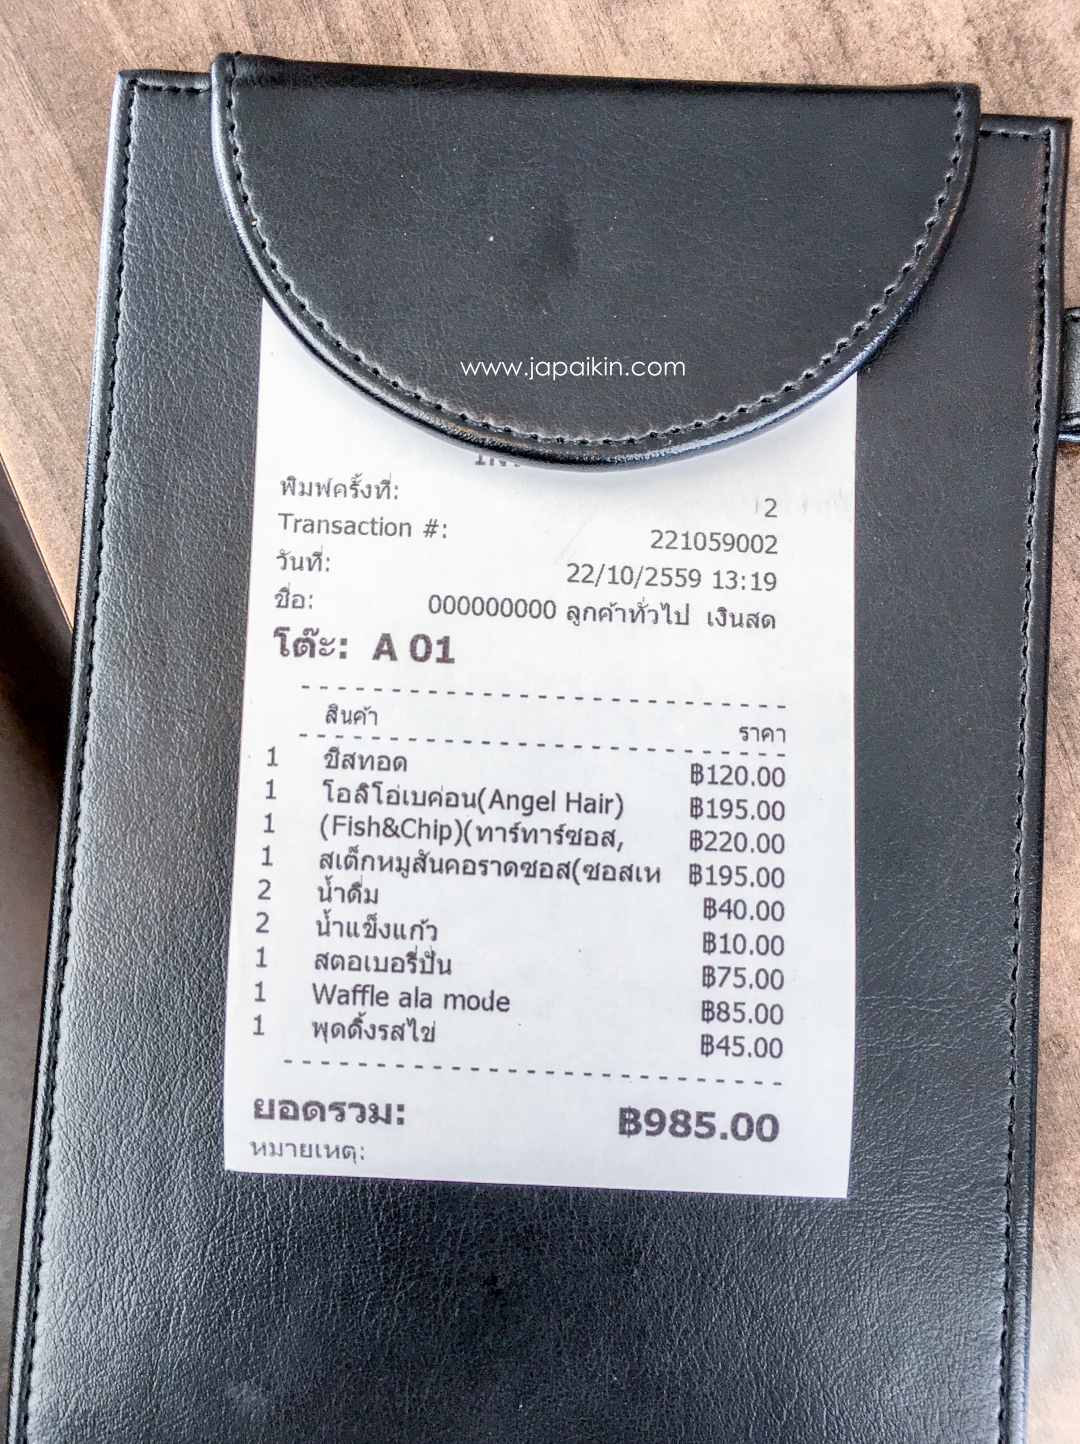 www.japaikin.com
พิมพ์ครั้งที่: 2
Transaction #: 221059002
วันที่: 22/10/2559 13:19
ชื่อ: 000000000 ลูกค้าทั่วไป เงินสด
โต๊ะ: A 01
สินค้า ราคา
1 ชีสทอด ฿120.00
1 โอลิโอ่เบค่อน(Angel Hair) ฿195.00
1 (Fish&Chip)(ทาร์ทาร์ซอส, ฿220.00
1 สเต็กหมูสันคอราดซอส(ซอสเห ฿195.00
2 น้ำดื่ม ฿40.00
2 น้ำแข็งแก้ว ฿10.00
1 สตอเบอรี่ปั่น ฿75.00
1 Waffle ala mode ฿85.00
1 พุดดิ้งรสไข่ ฿45.00
ยอดรวม: ฿985.00
หมายเหตุ: